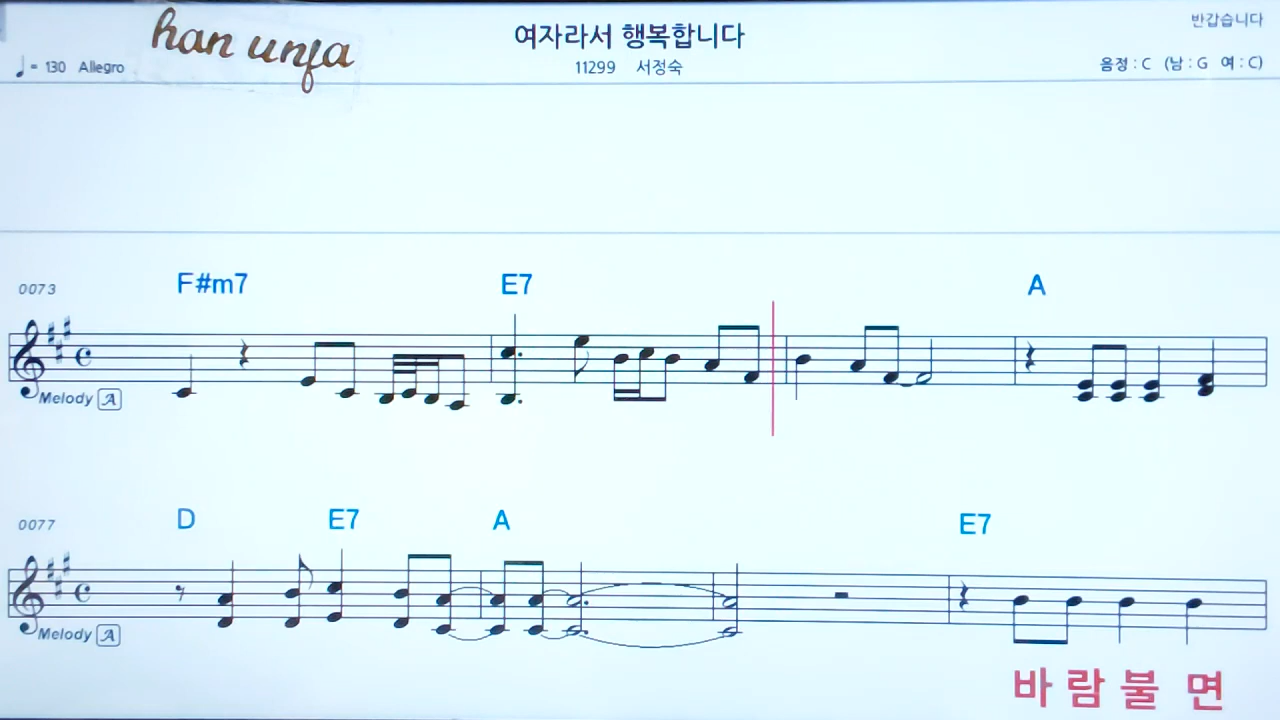 han unja
여자라서 행복합니다
반갑습니다
♩= 130 Allegro
11299 서정숙
음정 : C (남 : G 여 : C)
0073
F#m7 E7 A
Melody A
0077
D E7 A E7
Melody A
바 람 불 면